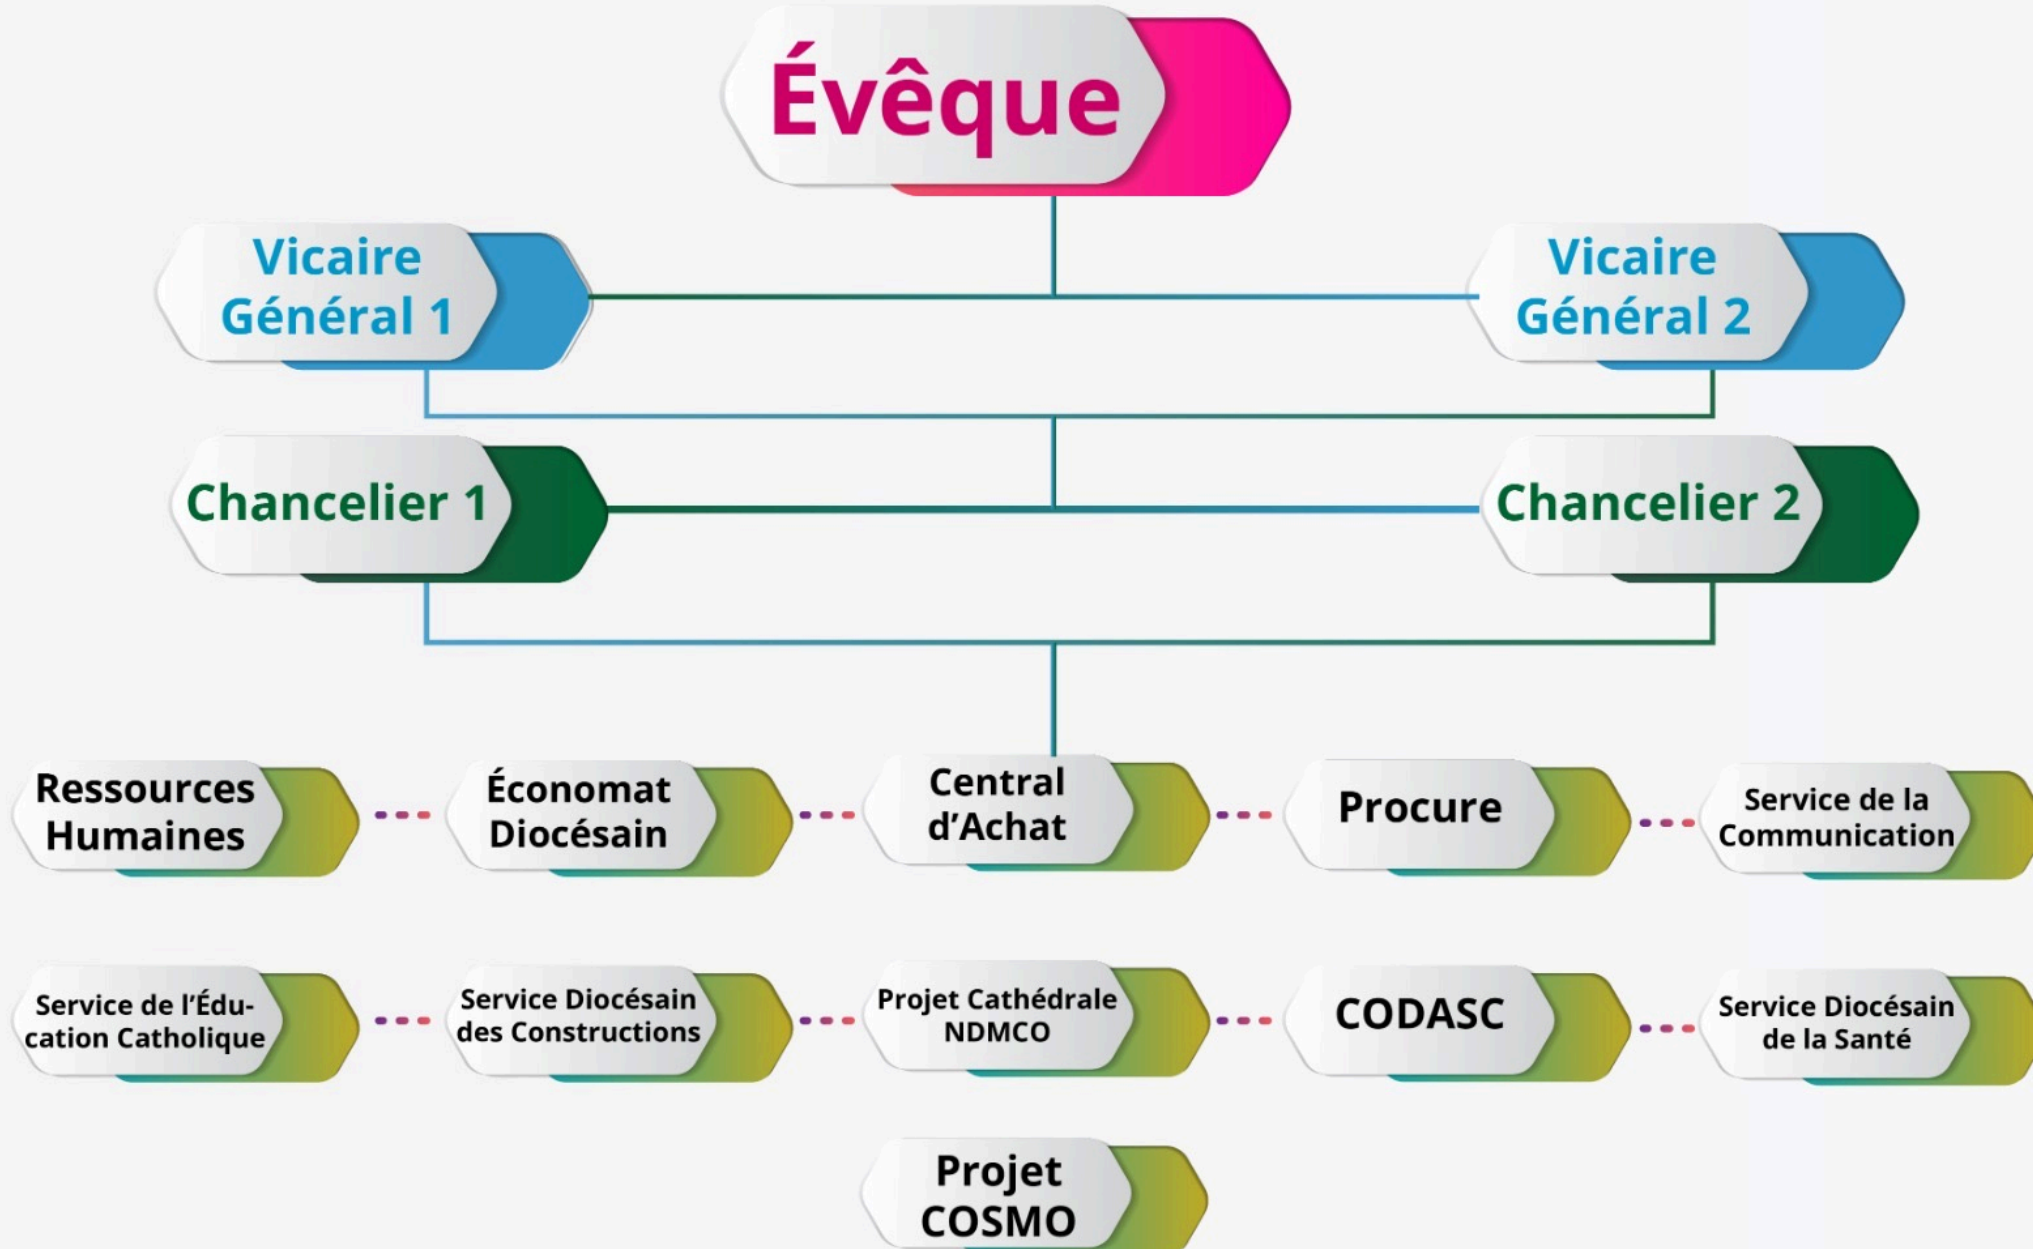 Évêque
Vicaire
Général 1
Vicaire
Général 2
Chancelier 1
Chancelier 2
Ressources
Humaines
Économat
Diocésain
Central
d’Achat
Procure
Service de la
Communication
Service de l’Édu-
cation Catholique
Service Diocésain
des Constructions
Projet Cathédrale
NDMCO
CODASC
Service Diocésain
de la Santé
Projet
COSMO